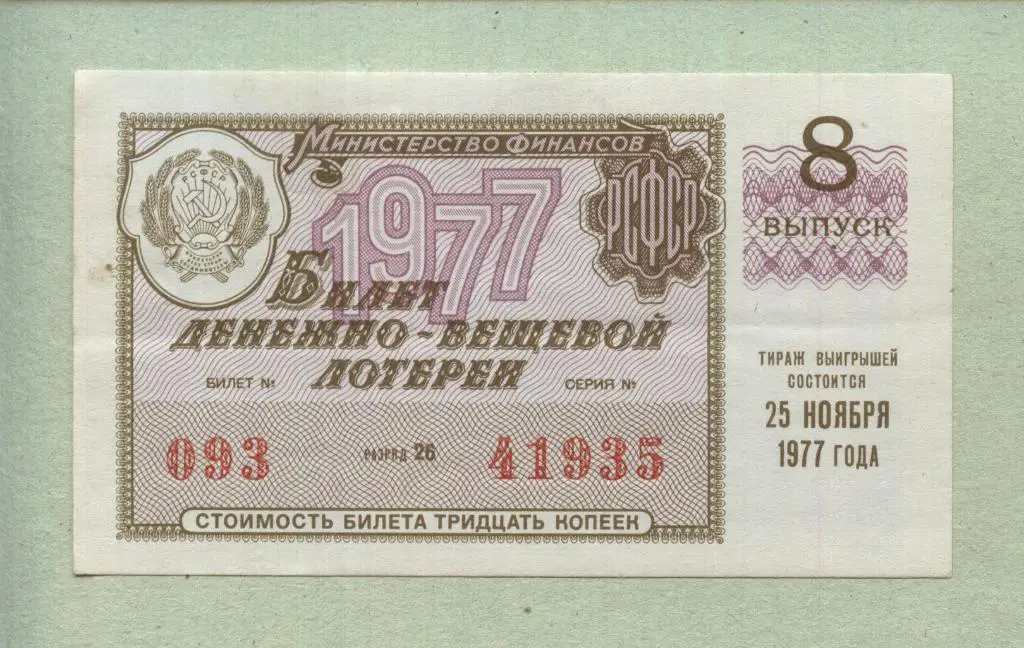 Министерство финансов
РСФСР
РСФСР
1977
Билет
денежно-вещевой
лотереи
БИЛЕТ №
СЕРИЯ №
093
РАЗРЯД 26
41935
СТОИМОСТЬ БИЛЕТА ТРИДЦАТЬ КОПЕЕК
8
ВЫПУСК
ТИРАЖ ВЫИГРЫШЕЙ
СОСТОИТСЯ
25 НОЯБРЯ
1977 ГОДА